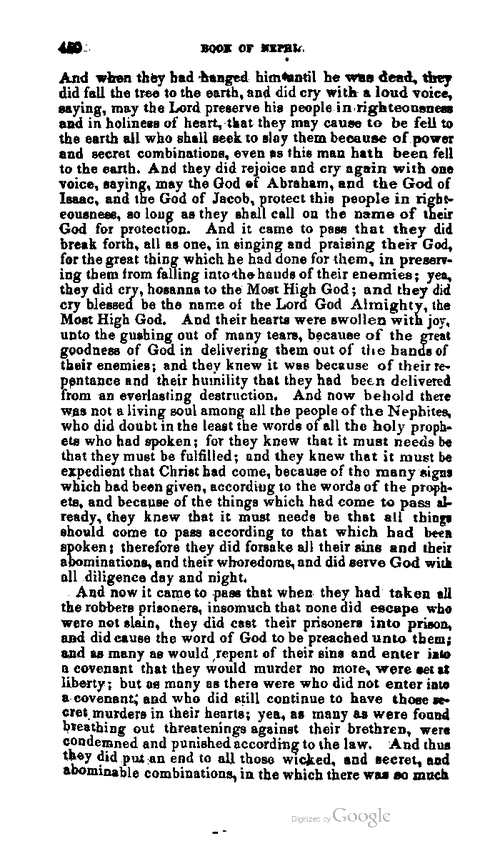 450 BOOK OF NEPHI.
And when they had hanged him until he was dead, they
did fall the tree to the earth, and did cry with a loud voice,
saying, may the Lord preserve his people in righteousness
and in holiness of heart, that they may cause to be fell to
the earth all who shall seek to slay them because of power
and secret combinations, even as this man hath been fell
to the earth. And they did rejoice and cry again with one
voice, saying, may the God of Abraham, and the God of
Isaac, and the God of Jacob, protect this people in right-
eousness, so long as they shall call on the name of their
God for protection. And it came to pass that they did
break forth, all as one, in singing and praising their God,
for the great thing which he had done for them, in preserv-
ing them from falling into the hands of their enemies; yea,
they did cry, hosanna to the Most High God; and they did
cry blessed be the name of the Lord God Almighty, the
Most High God. And their hearts were swollen with joy,
unto the gushing out of many tears, because of the great
goodness of God in delivering them out of the hands of
their enemies; and they knew it was because of their re-
pentance and their humility that they had been delivered
from an everlasting destruction. And now behold there
was not a living soul among all the people of the Nephites,
who did doubt in the least the words of all the holy proph-
ets who had spoken; for they knew that it must needs be
that they must be fulfilled; and they knew that it must be
expedient that Christ had come, because of the many signs
which had been given, according to the words of the proph-
ets, and because of the things which had come to pass al-
ready, they knew that it must needs be that all things
should come to pass according to that which had been
spoken; therefore they did forsake all their sins and their
abominations, and their whoredoms, and did serve God with
all diligence day and night.
And now it came to pass that when they had taken all
the robbers prisoners, insomuch that none did escape who
were not slain, they did cast their prisoners into prison,
and did cause the word of God to be preached unto them;
and as many as would repent of their sins and enter into
a covenant that they would murder no more, were set at
liberty; but as many as there were who did not enter into
a covenant, and who did still continue to have those se-
cret murders in their hearts; yea, as many as were found
breathing out threatenings against their brethren, were
condemned and punished according to the law. And thus
they did put an end to all those wicked, and secret, and
abominable combinations, in the which there was so much
Digitized by Google